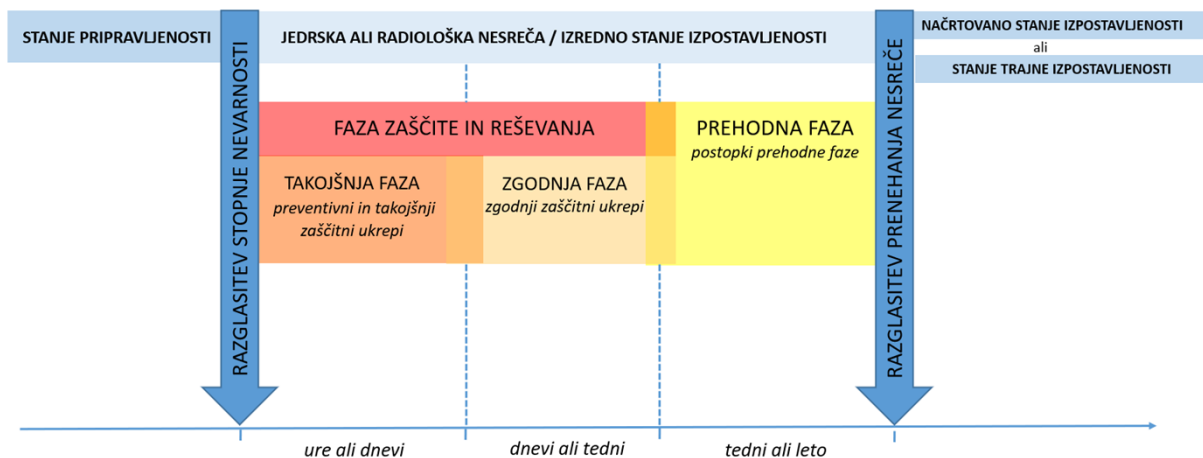 STANJE PRIPRAVLJENOSTI
RAZGLASITEV STOPNJE NEVARNOSTI
JEDRSKA ALI RADIOLOŠKA NESREČA / IZREDNO STANJE IZPOSTAVLJENOSTI
FAZA ZAŠČITE IN REŠEVANJA
TAKOJŠNJA FAZA
preventivni in takojšnji
zaščitni ukrepi
ZGODNJA FAZA
zgodnji zaščitni ukrepi
PREHODNA FAZA
postopki prehodne faze
RAZGLASITEV PRENEHANJA NESREČE
NAČRTOVANO STANJE IZPOSTAVLJENOSTI
ali
STANJE TRAJNE IZPOSTAVLJENOSTI
ure ali dnevi
dnevi ali tedni
tedni ali leto